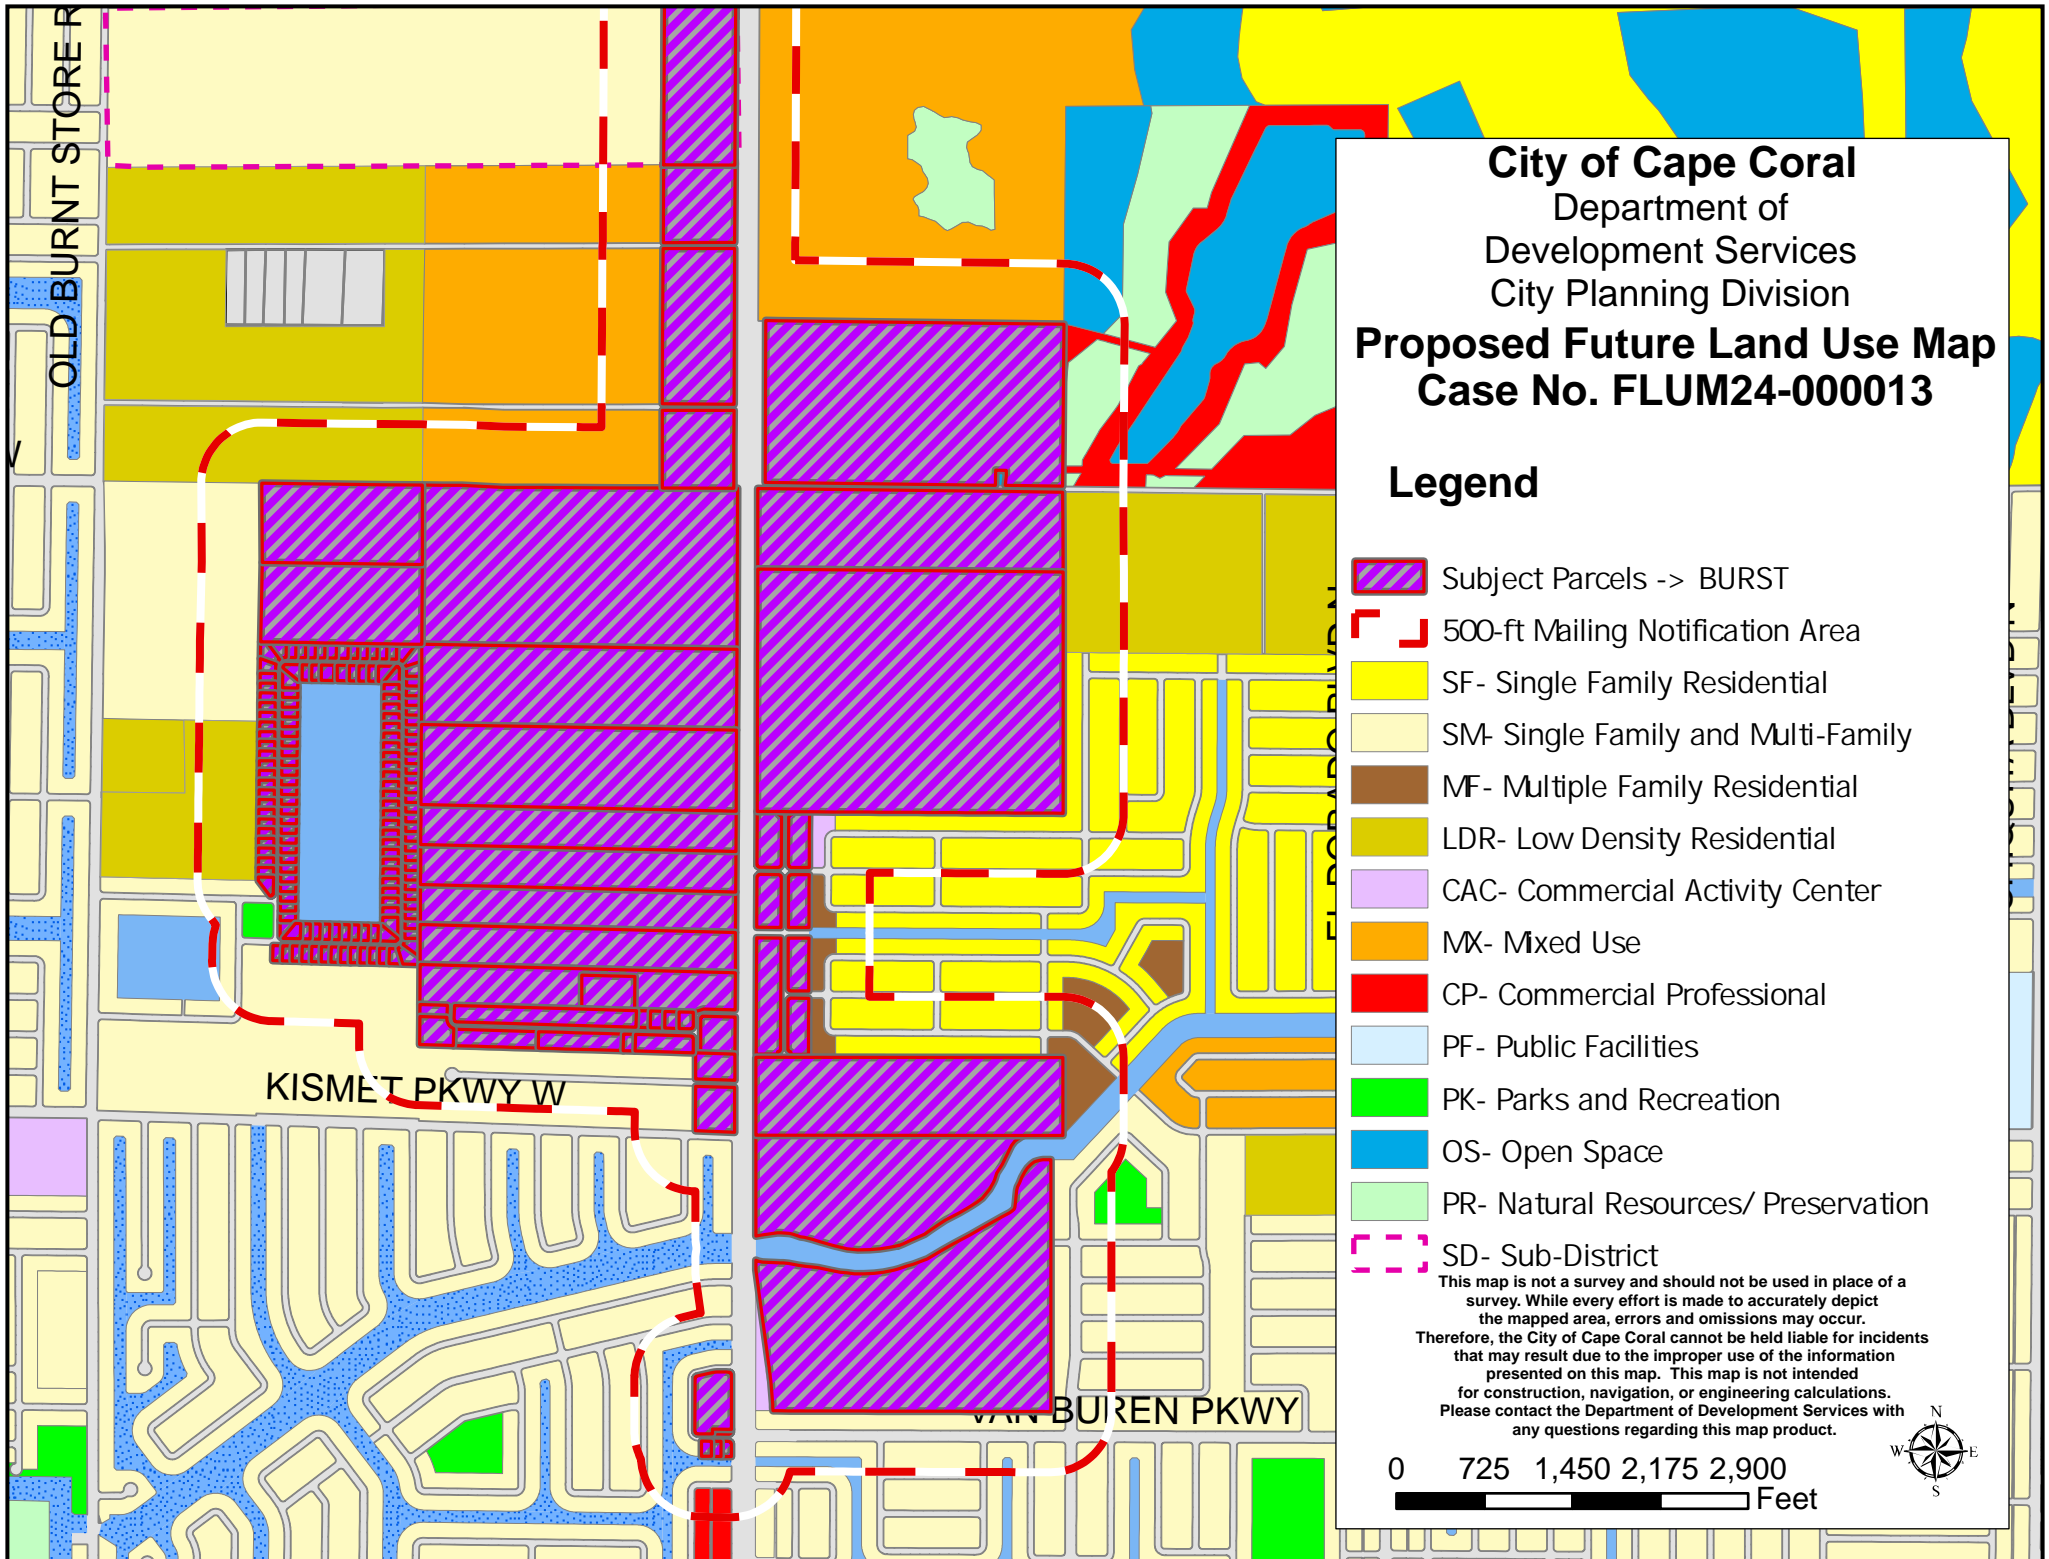 OLD BURNT STORE R
City of Cape Coral
Department of
Development Services
City Planning Division
Proposed Future Land Use Map
Case No. FLUM24-000013
Legend
Subject Parcels -> BURST
500-ft Mailing Notification Area
SF- Single Family Residential
SM- Single Family and Multi-Family
MF- Multiple Family Residential
LDR- Low Density Residential
CAC- Commercial Activity Center
MX- Mixed Use
CP- Commercial Professional
PF- Public Facilities
PK- Parks and Recreation
OS- Open Space
PR- Natural Resources/ Preservation
SD- Sub-District
This map is not a survey and should not be used in place of a
survey. While every effort is made to accurately depict
the mapped area, errors and omissions may occur.
Therefore, the City of Cape Coral cannot be held liable for incidents
that may result due to the improper use of the information
presented on this map. This map is not intended
for construction, navigation, or engineering calculations.
Please contact the Department of Development Services with
any questions regarding this map product.
N
W E
S
0 725 1,450 2,175 2,900
Feet
EL DORADO BLVD N
KISMET PKWY W
VAN BUREN PKWY